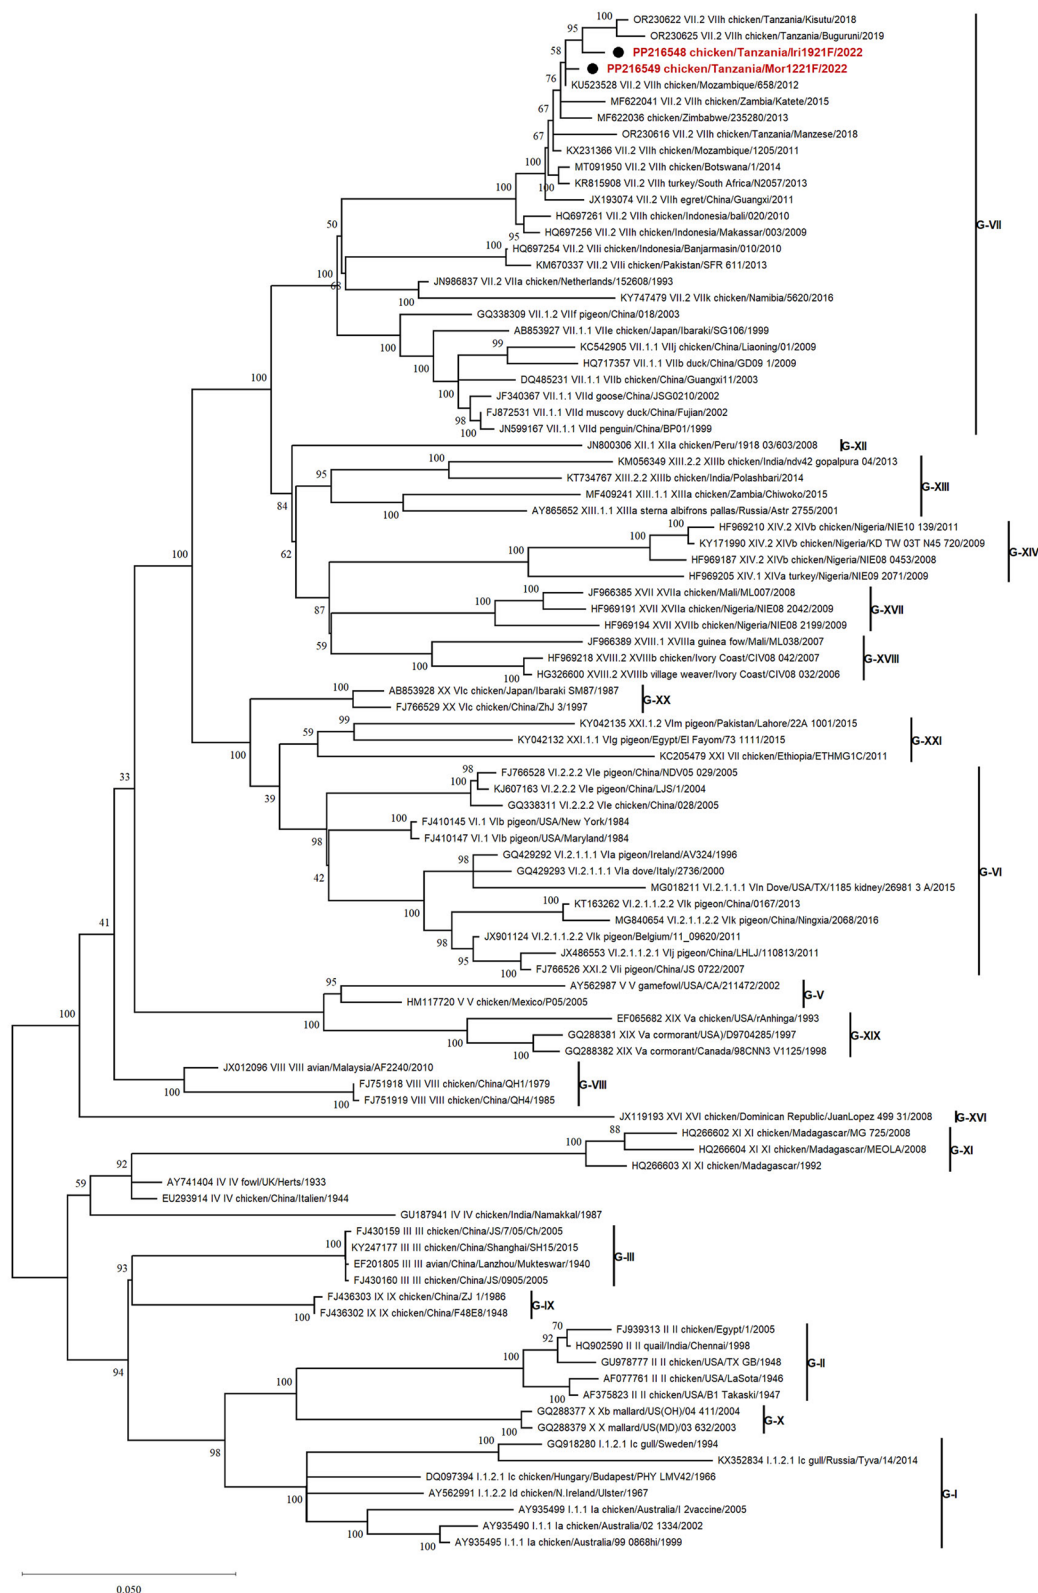 100
OR230622 VII.2 VIIh chicken/Tanzania/Kisutu/2018
95
OR230625 VII.2 VIIh chicken/Tanzania/Buguruni/2019
58
PP216548 chicken/Tanzania/Iri1921F/2022
PP216549 chicken/Tanzania/Mor1221F/2022
76
KU523528 VII.2 VIIh chicken/Mozambique/658/2012
67
MF622041 VII.2 VIIh chicken/Zambia/Katete/2015
MF622036 chicken/Zimbabwe/235280/2013
67
OR230616 VII.2 VIIh chicken/Tanzania/Manzese/2018
KX231366 VII.2 VIIh chicken/Mozambique/1205/2011
100
MT091950 VII.2 VIIh chicken/Botswana/1/2014
100
100
KR815908 VII.2 VIIh turkey/South Africa/N2057/2013
JX193074 VII.2 VIIh egret/China/Guangxi/2011
50
HQ697261 VII.2 VIIh chicken/Indonesia/bali/020/2010
G-VII
HQ697256 VII.2 VIIh chicken/Indonesia/Makassar/003/2009
95
100
HQ697254 VII.2 VIIi chicken/Indonesia/Banjarmasin/010/2010
KM670337 VII.2 VIIi chicken/Pakistan/SFR 611/2013
100
68
JN986837 VII.2 VIIa chicken/Netherlands/152608/1993
100
KY747479 VII.2 VIIk chicken/Namibia/5620/2016
GQ338309 VII.1.2 VIIf pigeon/China/018/2003
AB853927 VII.1.1 VIIe chicken/Japan/Ibaraki/SG106/1999
100
99
KC542905 VII.1.1 VIIj chicken/China/Liaoning/01/2009
HQ717357 VII.1.1 VIIb duck/China/GD09 1/2009
100
100
DQ485231 VII.1.1 VIIb chicken/China/Guangxi11/2003
100
JF340367 VII.1.1 VIId goose/China/JSG0210/2002
FJ872531 VII.1.1 VIId muscovy duck/China/Fujian/2002
98
100
JN599167 VII.1.1 VIId penguin/China/BP01/1999
JN800306 XII.1 XIIa chicken/Peru/1918 03/603/2008
G-XII
100
KM056349 XIII.2.2 XIIIb chicken/India/ndv42 gopalpura 04/2013
95
KT734767 XIII.2.2 XIIIb chicken/India/Polashbari/2014
G-XIII
MF409241 XIII.1.1 XIIIa chicken/Zambia/Chiwoko/2015
84
100
AY865652 XIII.1.1 XIIIa sterna albifrons pallas/Russia/Astr 2755/2001
100
HF969210 XIV.2 XIVb chicken/Nigeria/NIE10 139/2011
100
KY171990 XIV.2 XIVb chicken/Nigeria/KD TW 03T N45 720/2009
G-XIV
62
100
HF969187 XIV.2 XIVb chicken/Nigeria/NIE08 0453/2008
100
HF969205 XIV.1 XIVa turkey/Nigeria/NIE09 2071/2009
100
JF966385 XVII XVIIa chicken/Mali/ML007/2008
87
100
HF969191 XVII XVIIa chicken/Nigeria/NIE08 2042/2009
G-XVII
HF969194 XVII XVIIb chicken/Nigeria/NIE08 2199/2009
59
JF966389 XVIII.1 XVIIIa guinea fow/Mali/ML038/2007
100
HF969218 XVIII.2 XVIIIb chicken/Ivory Coast/CIV08 042/2007
G-XVIII
100
HG326600 XVIII.2 XVIIIb village weaver/Ivory Coast/CIV08 032/2006
100
AB853928 XX VIc chicken/Japan/Ibaraki SM87/1987
G-XX
FJ766529 XX VIc chicken/China/ZhJ 3/1997
99
KY042135 XXI.1.2 VIm pigeon/Pakistan/Lahore/22A 1001/2015
59
KY042132 XXI.1.1 VIg pigeon/Egypt/El Fayom/73 1111/2015
G-XXI
100
KC205479 XXI VII chicken/Ethiopia/ETHMG1C/2011
98
FJ766528 VI.2.2.2 VIe pigeon/China/NDV05 029/2005
33
100
KJ607163 VI.2.2.2 VIe pigeon/China/LJS/1/2004
39
GQ338311 VI.2.2.2 VIe chicken/China/028/2005
100
FJ410145 VI.1 VIb pigeon/USA/New York/1984
98
FJ410147 VI.1 VIb pigeon/USA/Maryland/1984
98
GQ429292 VI.2.1.1.1 VIa pigeon/Ireland/AV324/1996
G-VI
42
GQ429293 VI.2.1.1.1 VIa dove/Italy/2736/2000
MG018211 VI.2.1.1.1 VIn Dove/USA/TX/1185 kidney/26981 3 A/2015
100
100
KT163262 VI.2.1.1.2.2 VIk pigeon/China/0167/2013
41
MG840654 VI.2.1.1.2.2 VIk pigeon/China/Ningxia/2068/2016
98
JX901124 VI.2.1.1.2.2 VIk pigeon/Belgium/11_09620/2011
95
JX486553 VI.2.1.1.2.1 VIj pigeon/China/LHLJ/110813/2011
100
FJ766526 XXI.2 VIi pigeon/China/JS 0722/2007
95
AY562987 V V gamefowl/USA/CA/211472/2002
G-V
HM117720 V V chicken/Mexico/P05/2005
100
100
EF065682 XIX Va chicken/USA/rAnhinga/1993
100
GQ288381 XIX Va cormorant/USA)/D9704285/1997
G-XIX
100
GQ288382 XIX Va cormorant/Canada/98CNN3 V1125/1998
JX012096 VIII VIII avian/Malaysia/AF2240/2010
100
FJ751918 VIII VIII chicken/China/QH1/1979
G-VIII
100
FJ751919 VIII VIII chicken/China/QH4/1985
JX119193 XVI XVI chicken/Dominican Republic/JuanLopez 499 31/2008
G-XVI
88
HQ266602 XI XI chicken/Madagascar/MG 725/2008
100
HQ266604 XI XI chicken/Madagascar/MEOLA/2008
G-XI
92
HQ266603 XI XI chicken/Madagascar/1992
59
AY741404 IV IV fowl/UK/Herts/1933
EU293914 IV IV chicken/China/Italien/1944
GU187941 IV IV chicken/India/Namakkal/1987
FJ430159 III III chicken/China/JS/7/05/Ch/2005
100
KY247177 III III chicken/China/Shanghai/SH15/2015
G-III
93
EF201805 III III avian/China/Lanzhou/Mukteswar/1940
FJ430160 III III chicken/China/JS/0905/2005
FJ436303 IX IX chicken/China/ZJ 1/1986
G-IX
100
FJ436302 IX IX chicken/China/F48E8/1948
70
FJ939313 II II chicken/Egypt/1/2005
92
HQ902590 II II quail/India/Chennai/1998
100
GU978777 II II chicken/USA/TX GB/1948
G-II
94
100
AF077761 II II chicken/USA/LaSota/1946
100
AF375823 II II chicken/USA/B1 Takaski/1947
GQ288377 X Xb mallard/US(OH)/04 411/2004
G-X
100
GQ288379 X X mallard/US(MD)/03 632/2003
98
100
GQ918280 I.1.2.1 Ic gull/Sweden/1994
KX352834 I.1.2.1 Ic gull/Russia/Tyva/14/2014
DQ097394 I.1.2.1 Ic chicken/Hungary/Budapest/PHY LMV42/1966
100
AY562991 I.1.2.2 Id chicken/N.Ireland/Ulster/1967
G-I
AY935499 I.1.1 Ia chicken/Australia/I 2vaccine/2005
100
AY935490 I.1.1 Ia chicken/Australia/02 1334/2002
100
AY935495 I.1.1 Ia chicken/Australia/99 0868hi/1999
0.050